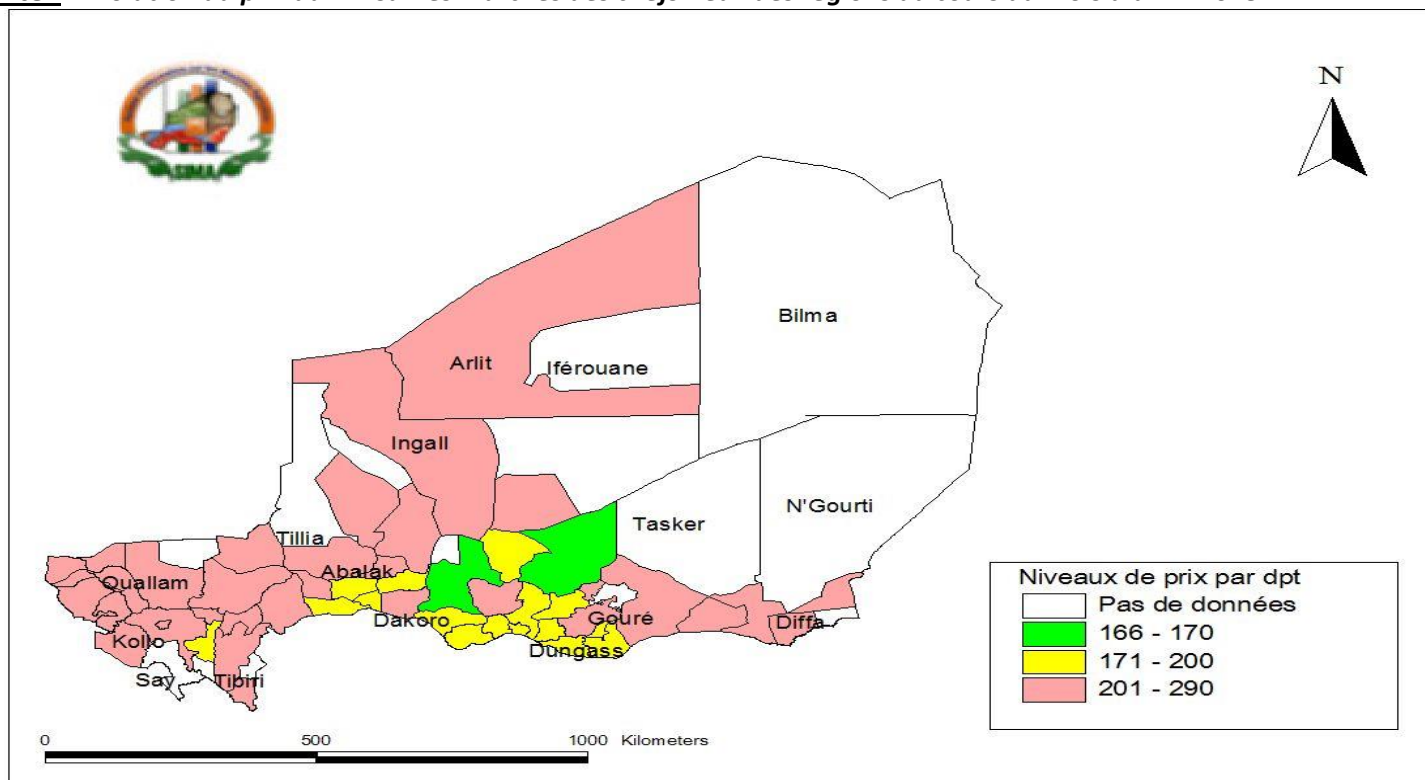 N
Bilma
Arlit
Iférouane
Ingall
N'Gourti
Tasker
Tillia
Abalak
Ouallam
Dakoro
Gouré
Diffa
Kollo
Dungass
Say
Tibiri
SIMA
Niveaux de prix par dpt
Pas de données
166 - 170
171 - 200
201 - 290
0 500 1000 Kilometers